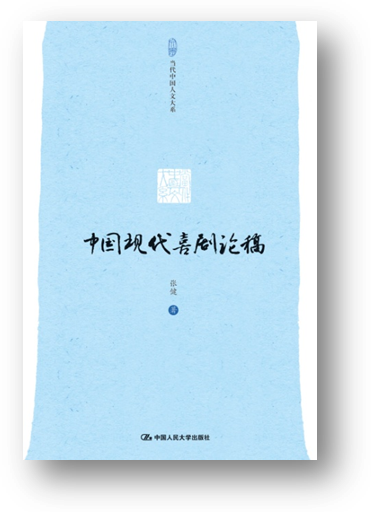 当代中国人文大系
中国现代喜剧论稿
张健
著
中国人民大学出版社